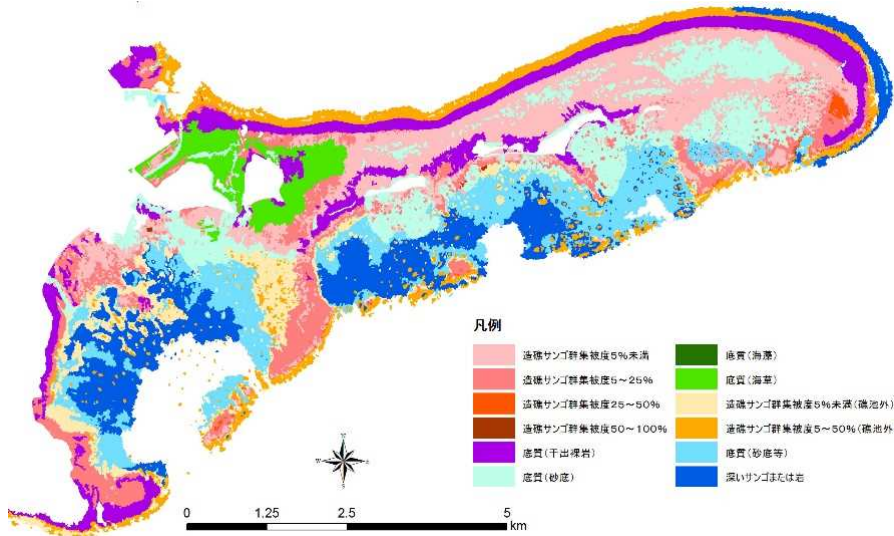 凡例
造礁サンゴ群集被度5%未満
造礁サンゴ群集被度5~25%
造礁サンゴ群集被度25~50%
造礁サンゴ群集被度50~100%
底質(干出裸岩)
底質(砂底)
底質(海藻)
底質(海草)
造礁サンゴ群集被度5%未満(礁池外)
造礁サンゴ群集被度5~50%(礁池外
底質(砂底等)
深いサンゴまたは岩
N
S
0 1.25 2.5 5
km